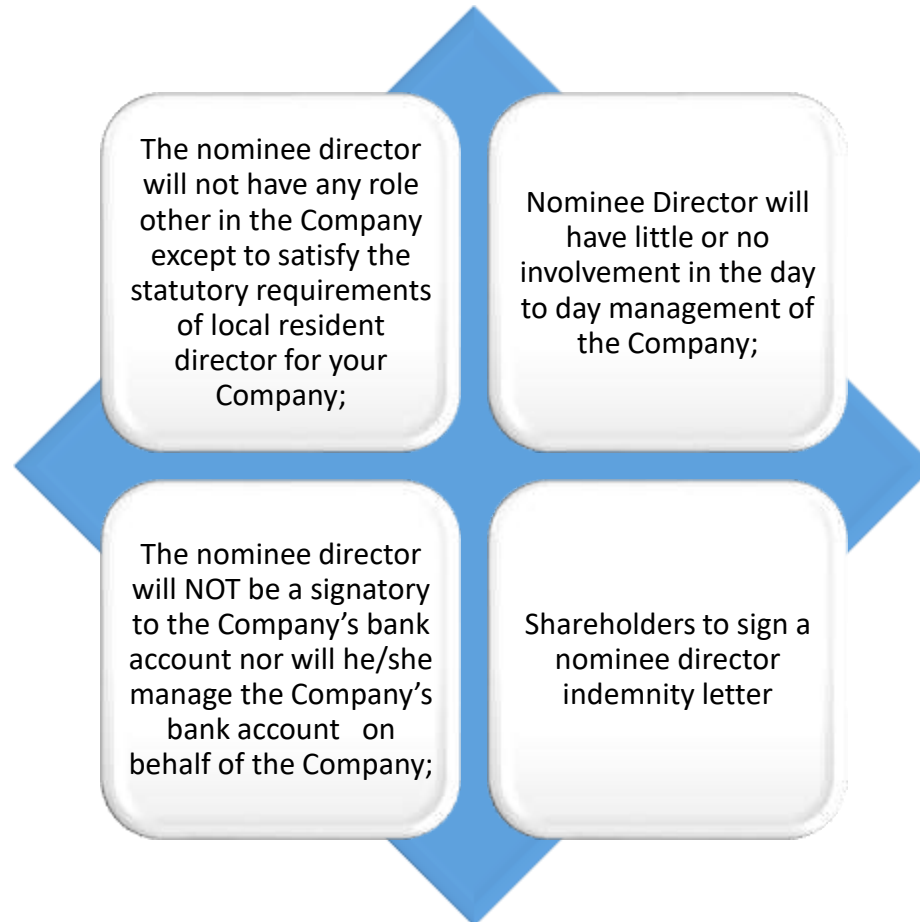 The nominee director
will not have any role
other in the Company
except to satisfy the
statutory requirements
of local resident
director for your
Company;
Nominee Director will
have little or no
involvement in the day
to day management of
the Company;
The nominee director
will NOT be a signatory
to the Company’s bank
account nor will he/she
manage the Company’s
bank account   on
behalf of the Company;
Shareholders to sign a
nominee director
indemnity letter